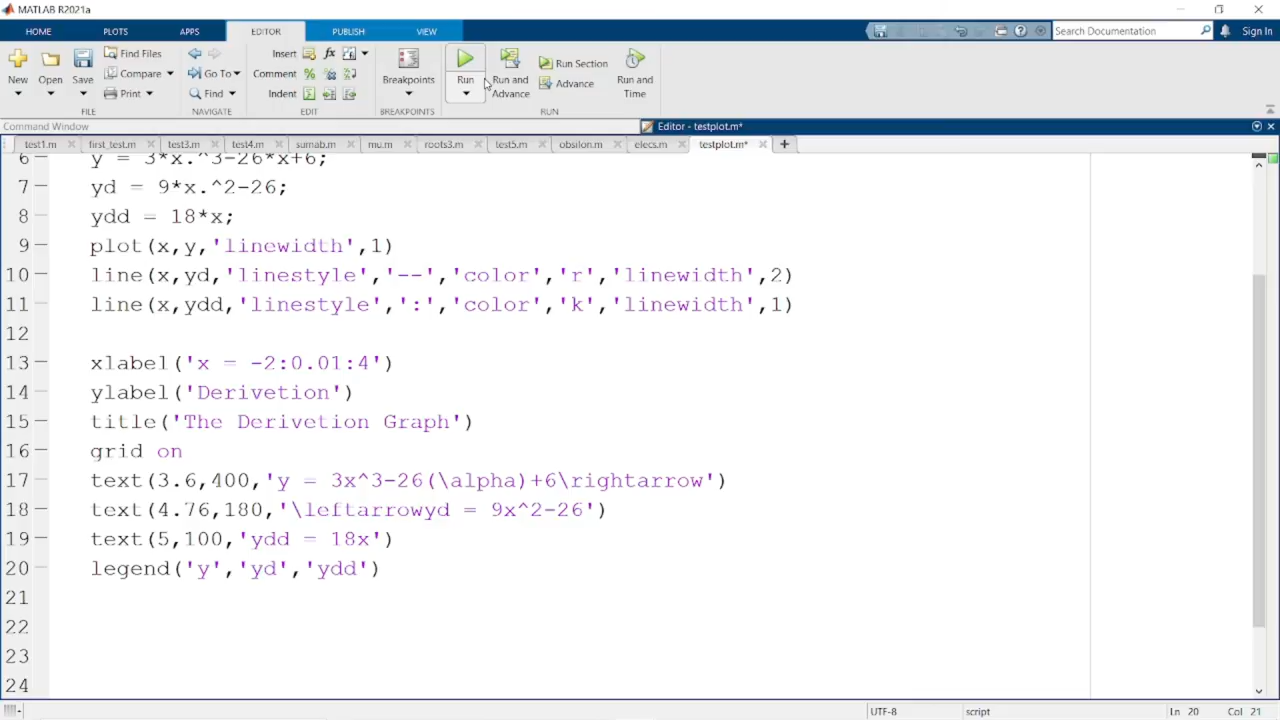 MATLAB R2021a
HOME PLOTS APPS EDITOR PUBLISH VIEW
Search Documentation
Sign In
New
Open
Save
Find Files
Compare
Print
FILE
Go To
Find
NAVIGATE
Insert
Comment
Indent
EDIT
Breakpoints
BREAKPOINTS
Run
Run and Advance
Run Section
Advance
Run and Time
RUN
Command Window
Editor - testplot.m*
test1.m first_test.m test3.m test4.m sumab.m mu.m roots3.m test5.m obsilon.m elecs.m testplot.m*
6 y = 3*x.^3-26*x+6;
7 yd = 9*x.^2-26;
8 ydd = 18*x;
9 plot(x,y,'linewidth',1)
10 line(x,yd,'linestyle','--','color','r','linewidth',2)
11 line(x,ydd,'linestyle',':','color','k','linewidth',1)
12
13 xlabel('x = -2:0.01:4')
14 ylabel('Derivetion')
15 title('The Derivetion Graph')
16 grid on
17 text(3.6,400,'y = 3x^3-26(\alpha)+6\rightarrow')
18 text(4.76,180,'\leftarrowyd = 9x^2-26')
19 text(5,100,'ydd = 18x')
20 legend('y','yd','ydd')
21
22
23
24
UTF-8 script Ln 20 Col 21